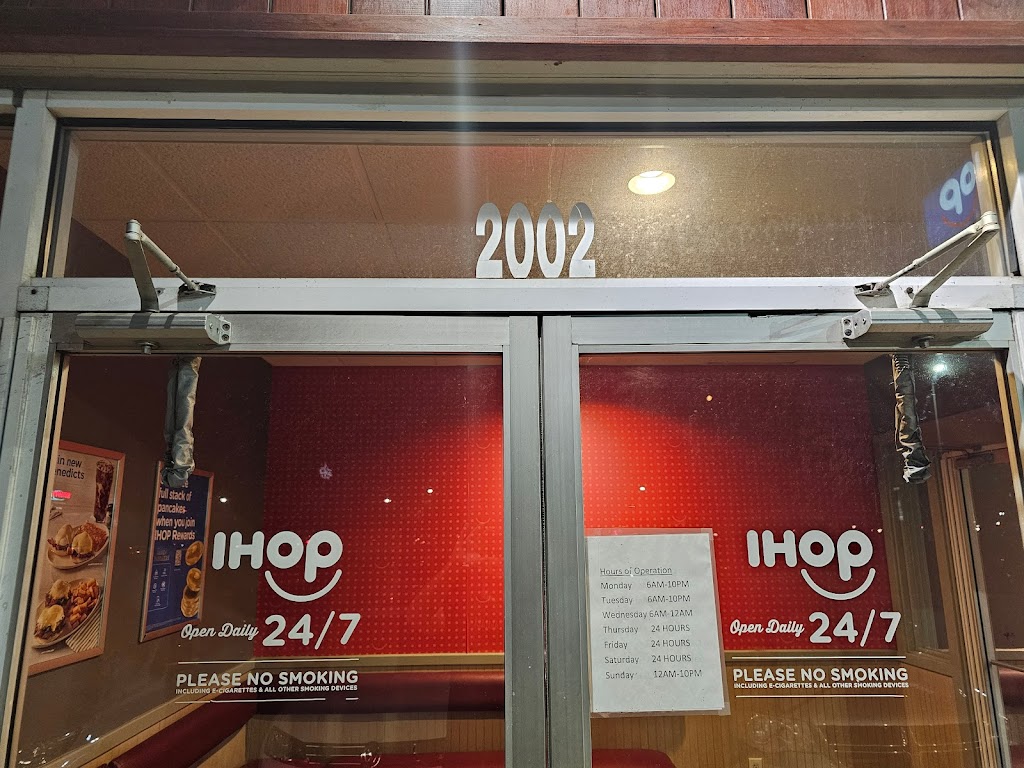 2002
in new
nedicts
full stack of
pancakes
when you join
IHOP Rewards
IHOP
Open Daily 24/7
PLEASE NO SMOKING
INCLUDING E-CIGARETTES & ALL OTHER SMOKING DEVICES
Hours of Operation
Monday 6AM-10PM
Tuesday 6AM-10PM
Wednesday 6AM-12AM
Thursday 24 HOURS
Friday 24 HOURS
Saturday 24 HOURS
Sunday 12AM-10PM
IHOP
Open Daily 24/7
PLEASE NO SMOKING
INCLUDING E-CIGARETTES & ALL OTHER SMOKING DEVICES